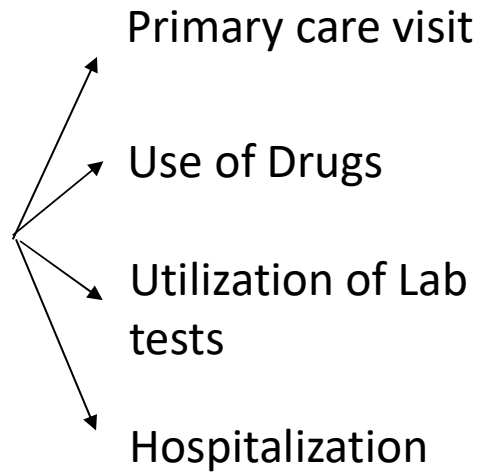 Primary care visit
Use of Drugs
Utilization of Lab
tests
Hospitalization